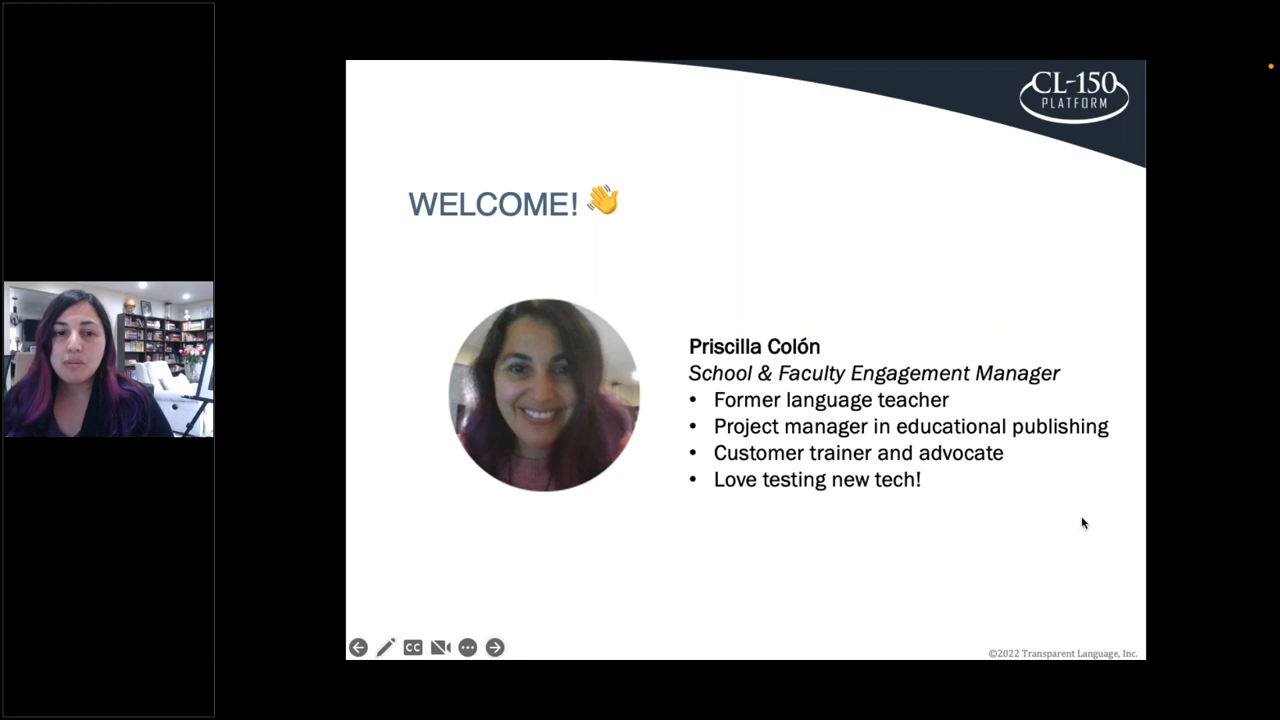 CL-150
PLATFORM
WELCOME! 👋
Priscilla Colón
School & Faculty Engagement Manager
• Former language teacher
• Project manager in educational publishing
• Customer trainer and advocate
• Love testing new tech!
CC
©2022 Transparent Language, Inc.